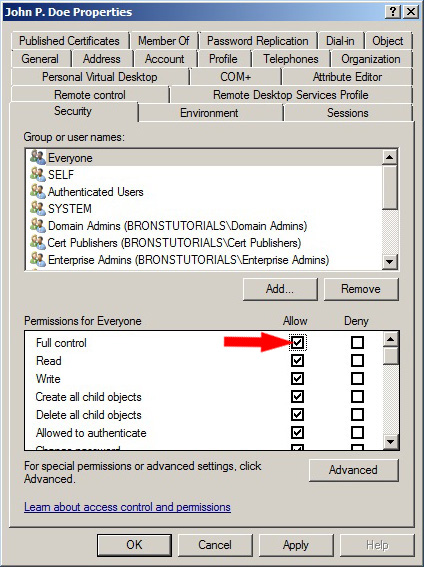 John P. Doe Properties
Published Certificates Member Of Password Replication Dial-in Object
General Address Account Profile Telephones Organization
Personal Virtual Desktop COM+ Attribute Editor
Remote control Remote Desktop Services Profile
Security Environment Sessions
Group or user names:
Everyone
SELF
Authenticated Users
SYSTEM
Domain Admins (BRONSTUTORIALS\Domain Admins)
Cert Publishers (BRONSTUTORIALS\Cert Publishers)
Enterprise Admins (BRONSTUTORIALS\Enterprise Admins)
Add... Remove
Permissions for Everyone Allow Deny
Full control
Read
Write
Create all child objects
Delete all child objects
Allowed to authenticate
Change password
For special permissions or advanced settings, click
Advanced.
Advanced
Learn about access control and permissions
OK Cancel Apply Help